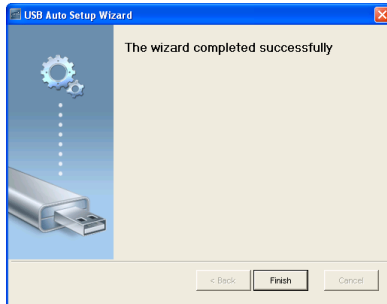 USB Auto Setup Wizard
The wizard completed successfully
< Back Finish Cancel